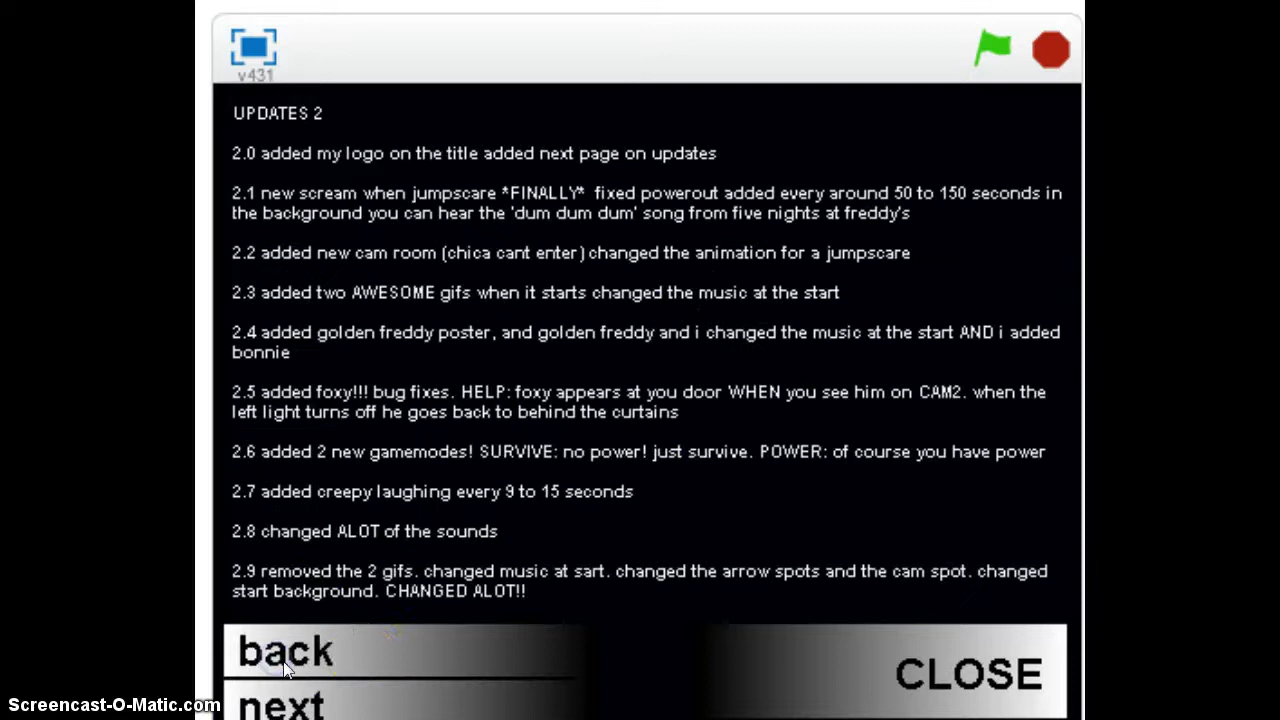 v431
UPDATES 2
2.0 added my logo on the title added next page on updates
2.1 new scream when jumpscare *FINALLY*  fixed powerout added every around 50 to 150 seconds in
the background you can hear the 'dum dum dum' song from five nights at freddy's
2.2 added new cam room (chica cant enter) changed the animation for a jumpscare
2.3 added two AWESOME gifs when it starts changed the music at the start
2.4 added golden freddy poster, and golden freddy and i changed the music at the start AND i added
bonnie
2.5 added foxy!!! bug fixes. HELP: foxy appears at you door WHEN you see him on CAM2. when the
left light turns off he goes back to behind the curtains
2.6 added 2 new gamemodes! SURVIVE: no power! just survive. POWER: of course you have power
2.7 added creepy laughing every 9 to 15 seconds
2.8 changed ALOT of the sounds
2.9 removed the 2 gifs. changed music at sart. changed the arrow spots and the cam spot. changed
start background. CHANGED ALOT!!
back
CLOSE
next
Screencast-O-Matic.com